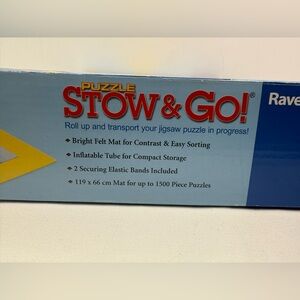 PUZZLE
STOW & GO!®
Rave
Roll up and transport your jigsaw puzzle in progress!
Bright Felt Mat for Contrast & Easy Sorting
Inflatable Tube for Compact Storage
2 Securing Elastic Bands Included
119 x 66 cm Mat for up to 1500 Piece Puzzles